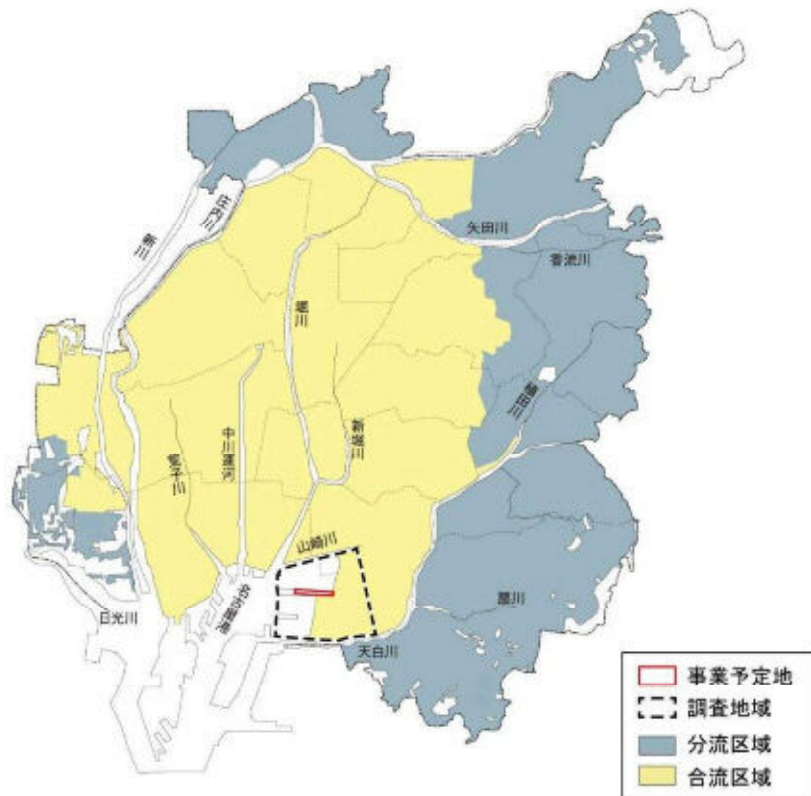 矢田川
香流川
庄内川
新川
堀川
植田川
新堀川
中川運河
荒子川
山崎川
名古屋港
扇川
日光川
天白川
事業予定地
調査地域
分流区域
合流区域